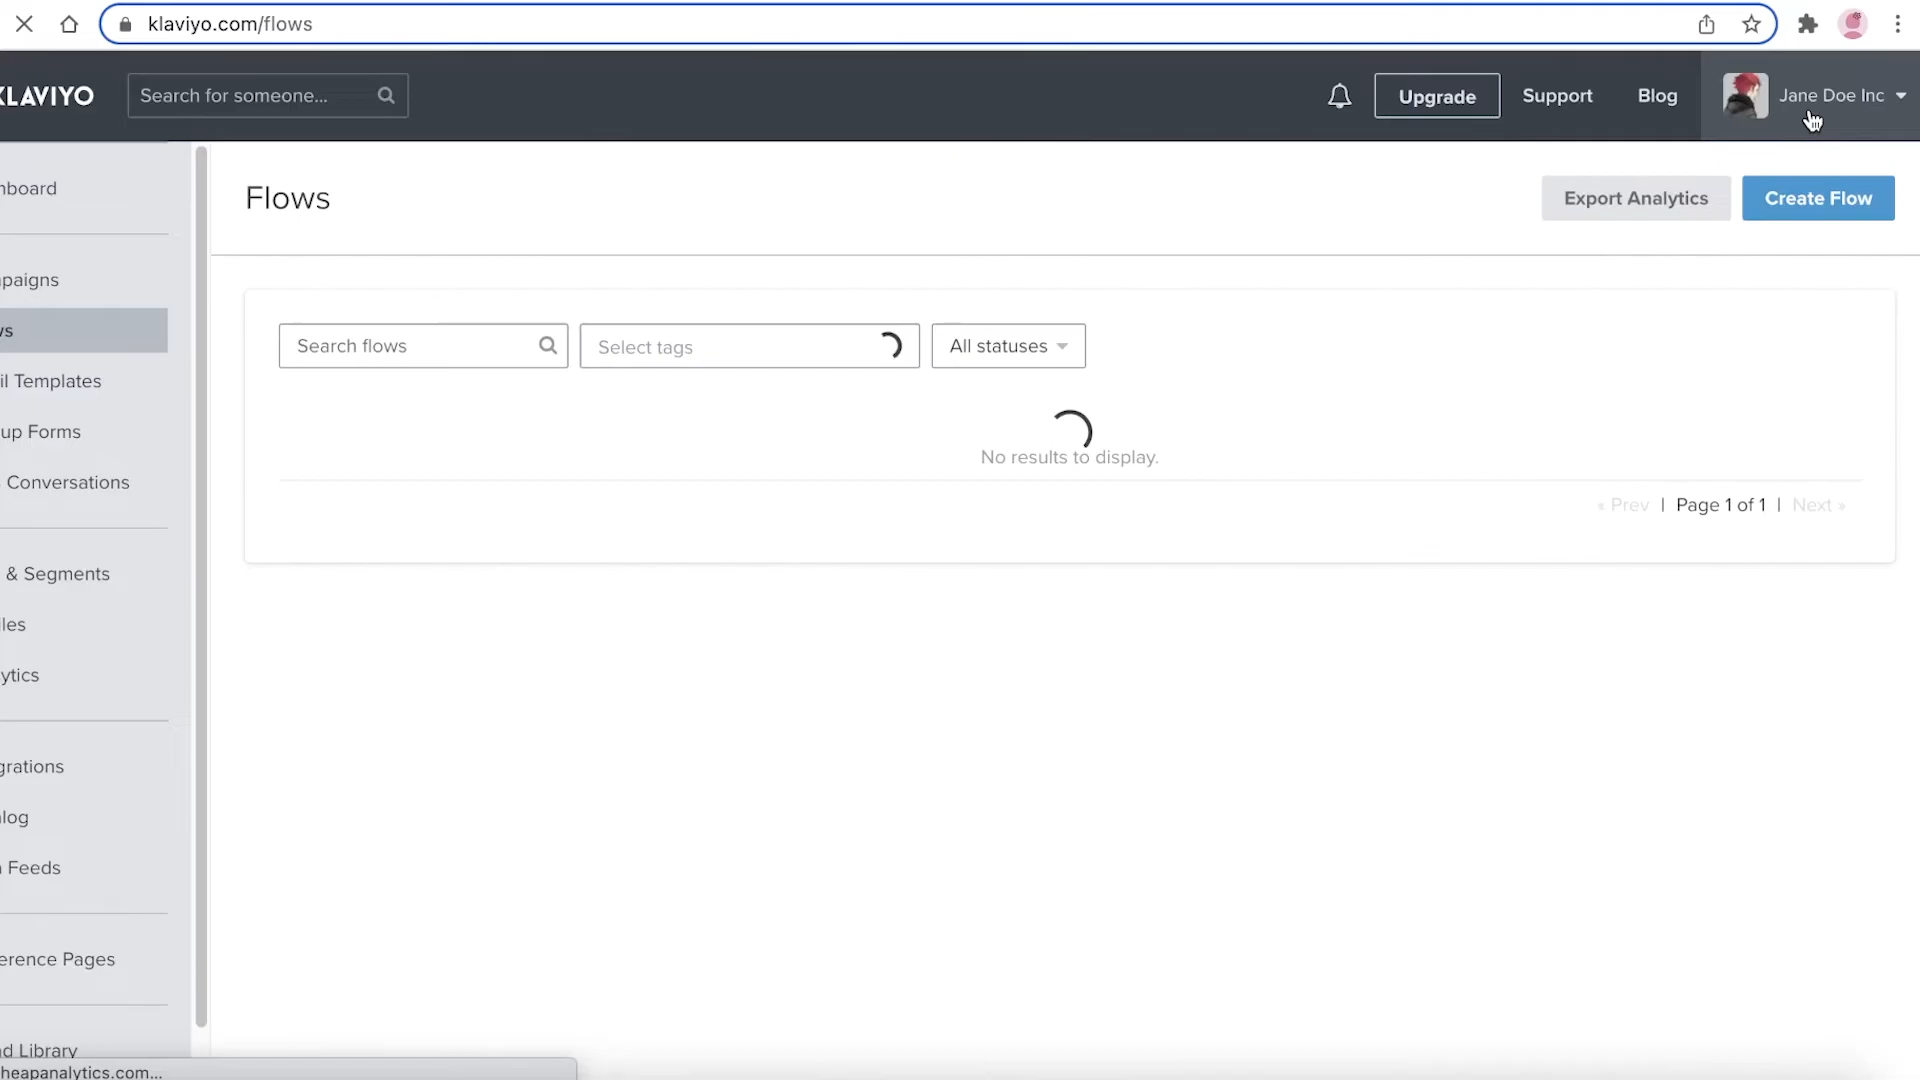 klaviyo.com/flows
KLAVIYO
Search for someone...
Upgrade
Support
Blog
Jane Doe Inc
nboard
paigns
vs
il Templates
up Forms
Conversations
& Segments
les
ytics
grations
log
Feeds
erence Pages
d Library
heapanalytics.com...
Flows
Export Analytics
Create Flow
Search flows
Select tags
All statuses
No results to display.
« Prev | Page 1 of 1 | Next »